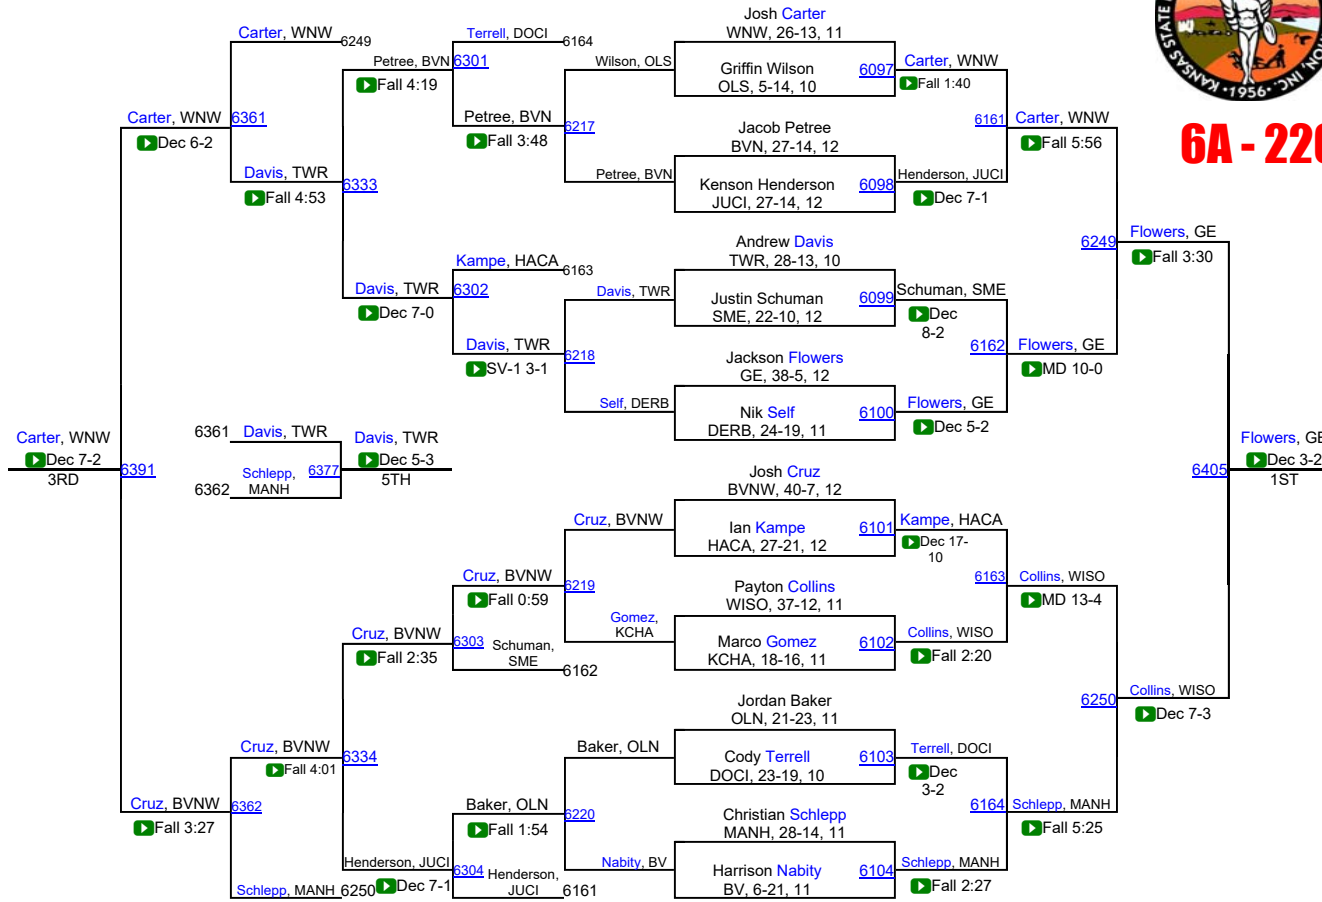 Josh Carter
WNW, 26-13, 11
Griffin Wilson
OLS, 5-14, 10
6097
Jacob Petree
BVN, 27-14, 12
Kenson Henderson
JUCI, 27-14, 12
6098
Andrew Davis
TWR, 28-13, 10
Justin Schuman
SME, 22-10, 12
6099
Jackson Flowers
GE, 38-5, 12
Nik Self
DERB, 24-19, 11
6100
Josh Cruz
BVNW, 40-7, 12
Ian Kampe
HACA, 27-21, 12
6101
Payton Collins
WISO, 37-12, 11
Marco Gomez
KCHA, 18-16, 11
6102
Jordan Baker
OLN, 21-23, 11
Cody Terrell
DOCI, 23-19, 10
6103
Christian Schlepp
MANH, 28-14, 11
Harrison Nabity
BV, 6-21, 11
6104
Carter, WNW
Fall 1:40
6161
Henderson, JUCI
Dec 7-1
Schuman, SME
Dec
8-2
6162
Flowers, GE
Dec 5-2
Kampe, HACA
Dec 17-
10
6163
Collins, WISO
Fall 2:20
Terrell, DOCI
Dec
3-2
6164
Schlepp, MANH
Fall 2:27
Carter, WNW
Fall 5:56
6249
Flowers, GE
MD 10-0
Collins, WISO
MD 13-4
6250
Schlepp, MANH
Fall 5:25
Flowers, GE
Fall 3:30
6405
Collins, WISO
Dec 7-3
Flowers, GE
Dec 3-2
1ST
KANSAS STATE
ION, INC.
•1956•
6A - 220
Wilson, OLS
6217
Petree, BVN
Davis, TWR
6218
Self, DERB
Cruz, BVNW
6219
Gomez,
KCHA
Baker, OLN
6220
Nabity, BV
Terrell, DOCI
6164
6301
Petree, BVN
Fall 3:48
Kampe, HACA
6163
6302
Davis, TWR
SV-1 3-1
Cruz, BVNW
Fall 0:59
6303
Schuman,
SME
6162
Baker, OLN
Fall 1:54
6304
Henderson,
JUCI
6161
Petree, BVN
Fall 4:19
6333
Davis, TWR
Dec 7-0
Cruz, BVNW
Fall 2:35
6334
Henderson, JUCI
Dec 7-1
Carter, WNW
6249
6361
Davis, TWR
Fall 4:53
Cruz, BVNW
Fall 4:01
6362
Schlepp, MANH
6250
Carter, WNW
Dec 6-2
6391
Cruz, BVNW
Fall 3:27
Carter, WNW
Dec 7-2
3RD
6361
Davis, TWR
6377
Schlepp,
MANH
6362
Davis, TWR
Dec 5-3
5TH